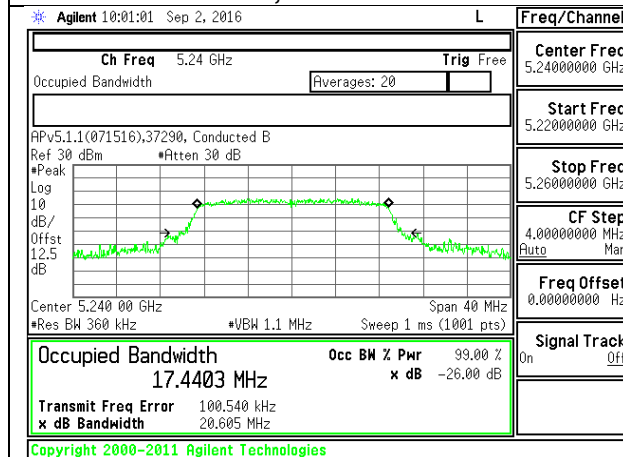 Agilent 10:01:01 Sep 2, 2016 L
Freq/Channel
Ch Freq 5.24 GHz Trig Free
Occupied Bandwidth Averages: 20
Center Freq
5.24000000 GHz
Start Freq
5.22000000 GHz
APv5.1.1(071516),37290, Conducted B
Ref 30 dBm #Atten 30 dB
#Peak
Log
10
dB/
Offst
12.5
dB
Stop Freq
5.26000000 GHz
CF Step
4.00000000 MHz
Auto Man
Freq Offset
0.00000000 Hz
Center 5.240 00 GHz Span 40 MHz
#Res BW 360 kHz #VBW 1.1 MHz Sweep 1 ms (1001 pts)
Signal Track
On Off
Occupied Bandwidth Occ BW % Pwr 99.00 %
17.4403 MHz x dB -26.00 dB
Transmit Freq Error 100.540 kHz
x dB Bandwidth 20.605 MHz
Copyright 2000-2011 Agilent Technologies